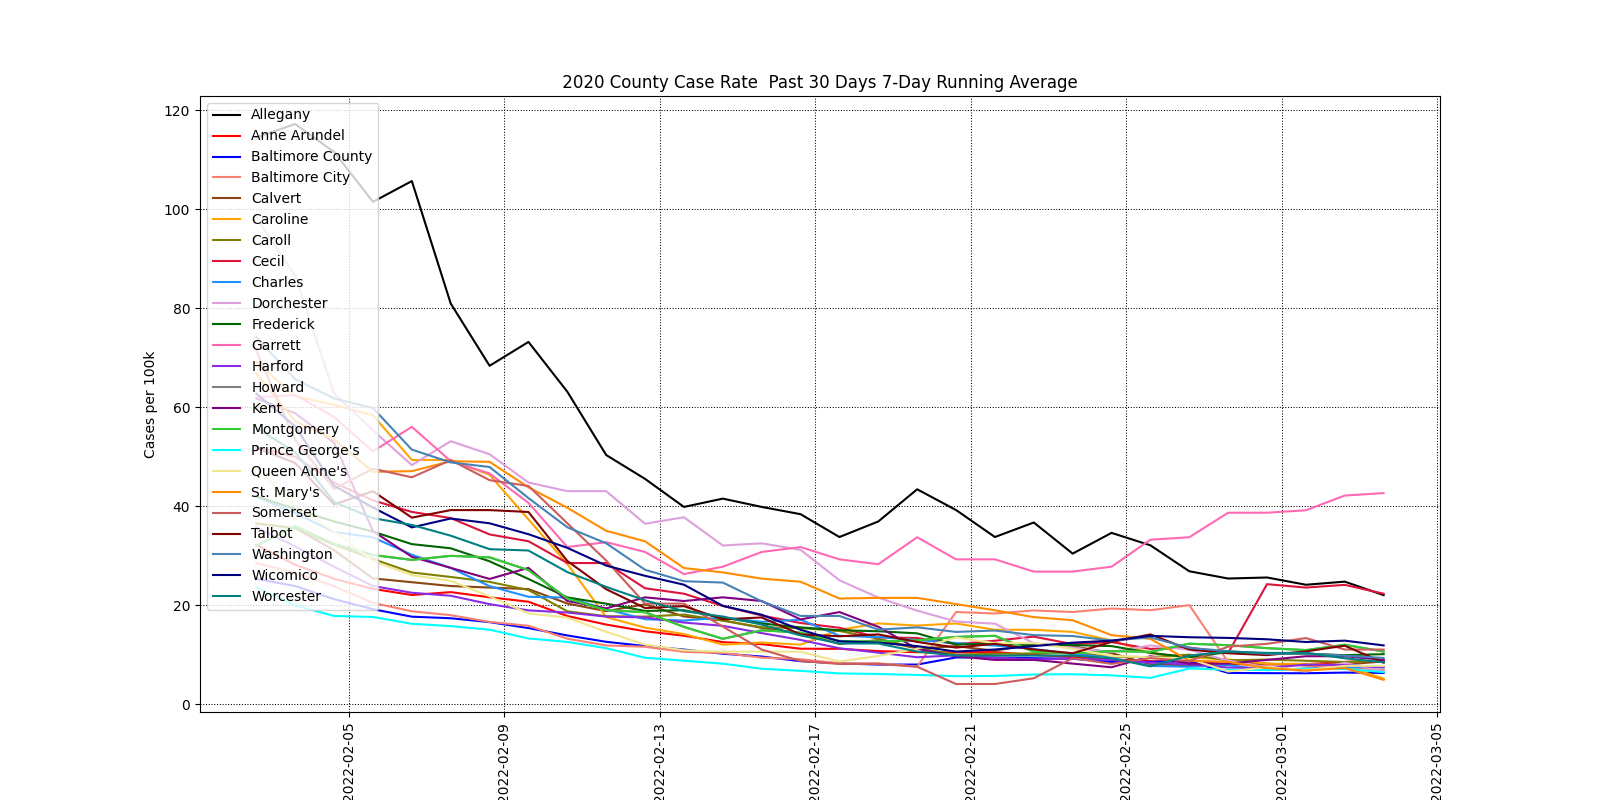 2020 County Case Rate  Past 30 Days 7-Day Running Average
Cases per 100k
120
100
80
60
40
20
0
Allegany
Anne Arundel
Baltimore County
Baltimore City
Calvert
Caroline
Caroll
Cecil
Charles
Dorchester
Frederick
Garrett
Harford
Howard
Kent
Montgomery
Prince George's
Queen Anne's
St. Mary's
Somerset
Talbot
Washington
Wicomico
Worcester
2022-02-05
2022-02-09
2022-02-13
2022-02-17
2022-02-21
2022-02-25
2022-03-01
2022-03-05